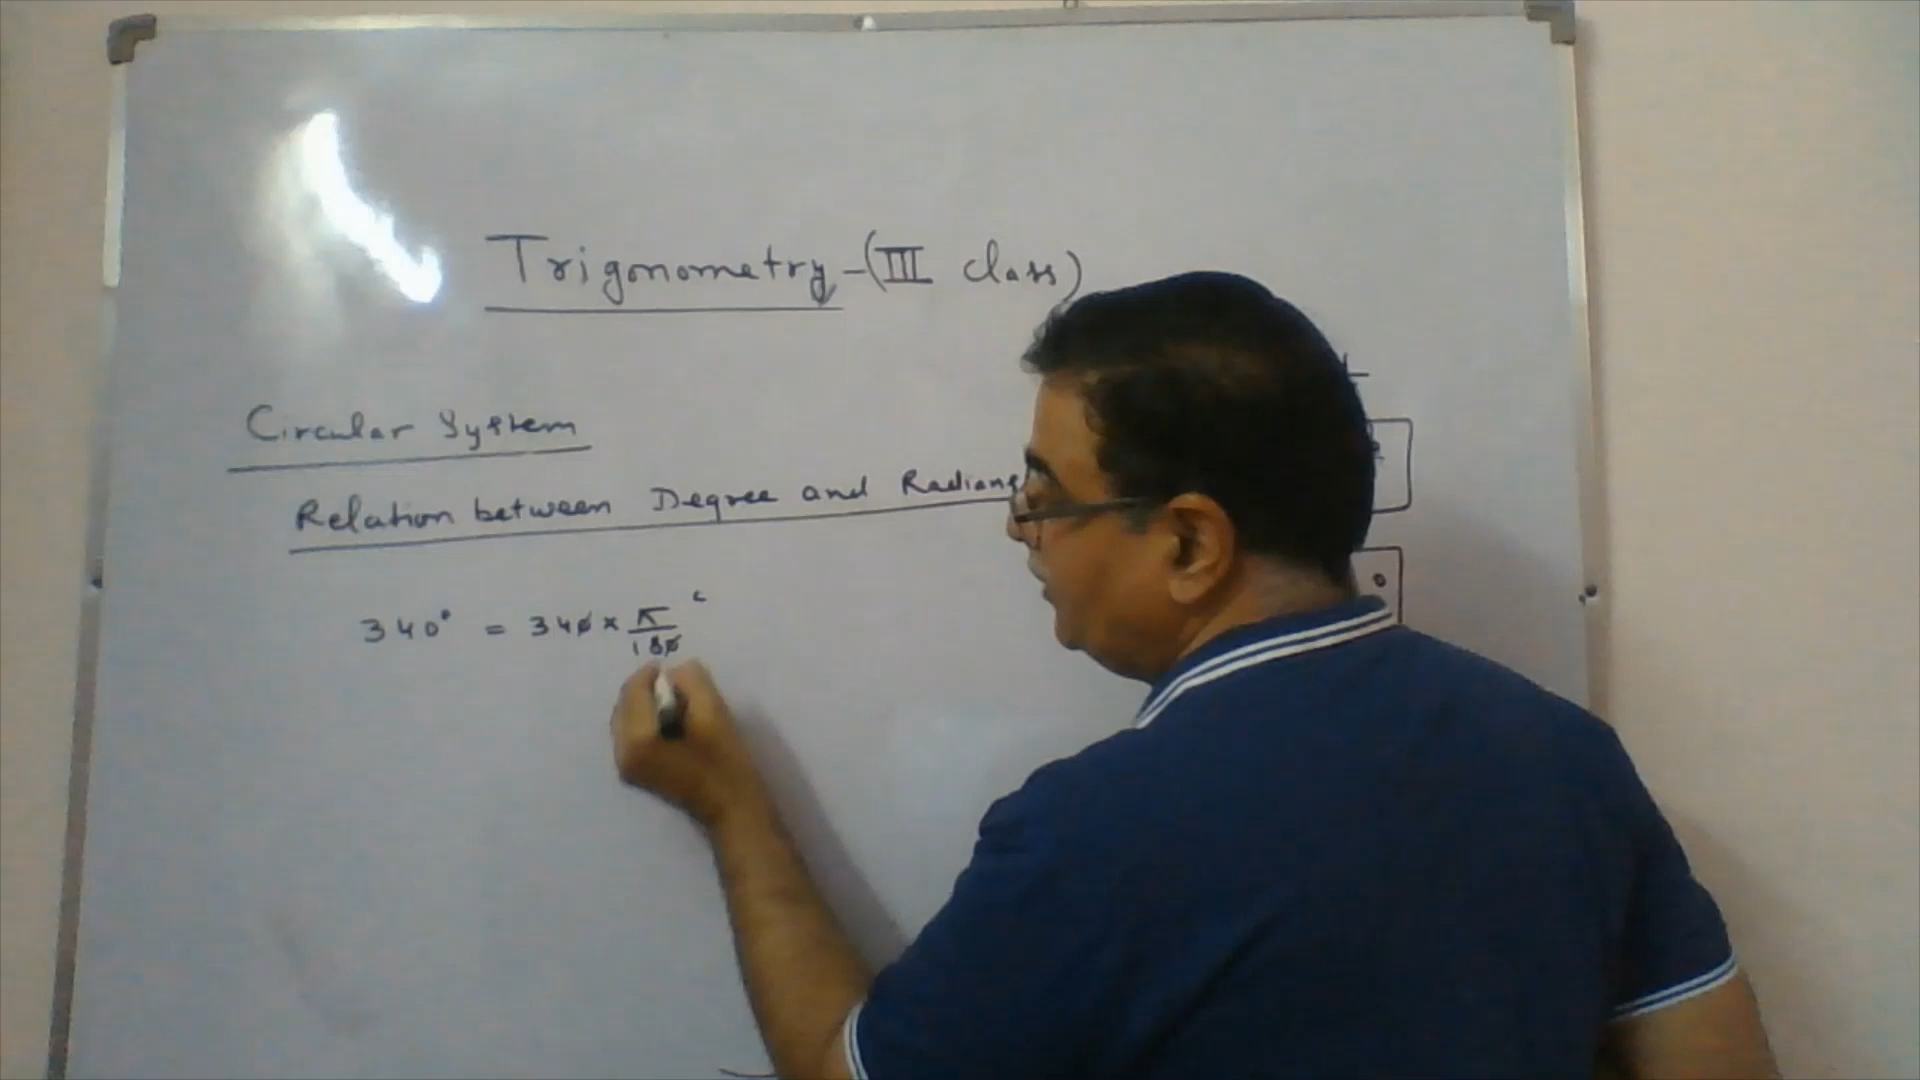 Trigonometry -(III Class)
Circular System
Relation between Degree and Radians
340° = 340 × π/180 ᶜ